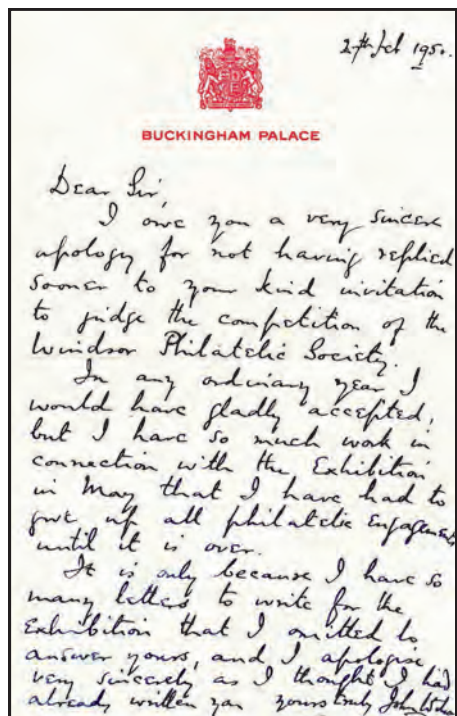 27th Feb 1950.
BUCKINGHAM PALACE
Dear Sir,
I owe you a very sincere
apology for not having replied
sooner to your kind invitation
to judge the competition of the
Windsor Philatelic Society.
In any ordinary year I
would have gladly accepted,
but I have so much work in
connection with the Exhibition
in May that I have had to
give up all philatelic engagements
until it is over.
It is only because I have so
many letters to write for the
Exhibition that I omitted to
answer yours, and I apologise
very sincerely as I thought I had
already written you yours truly John